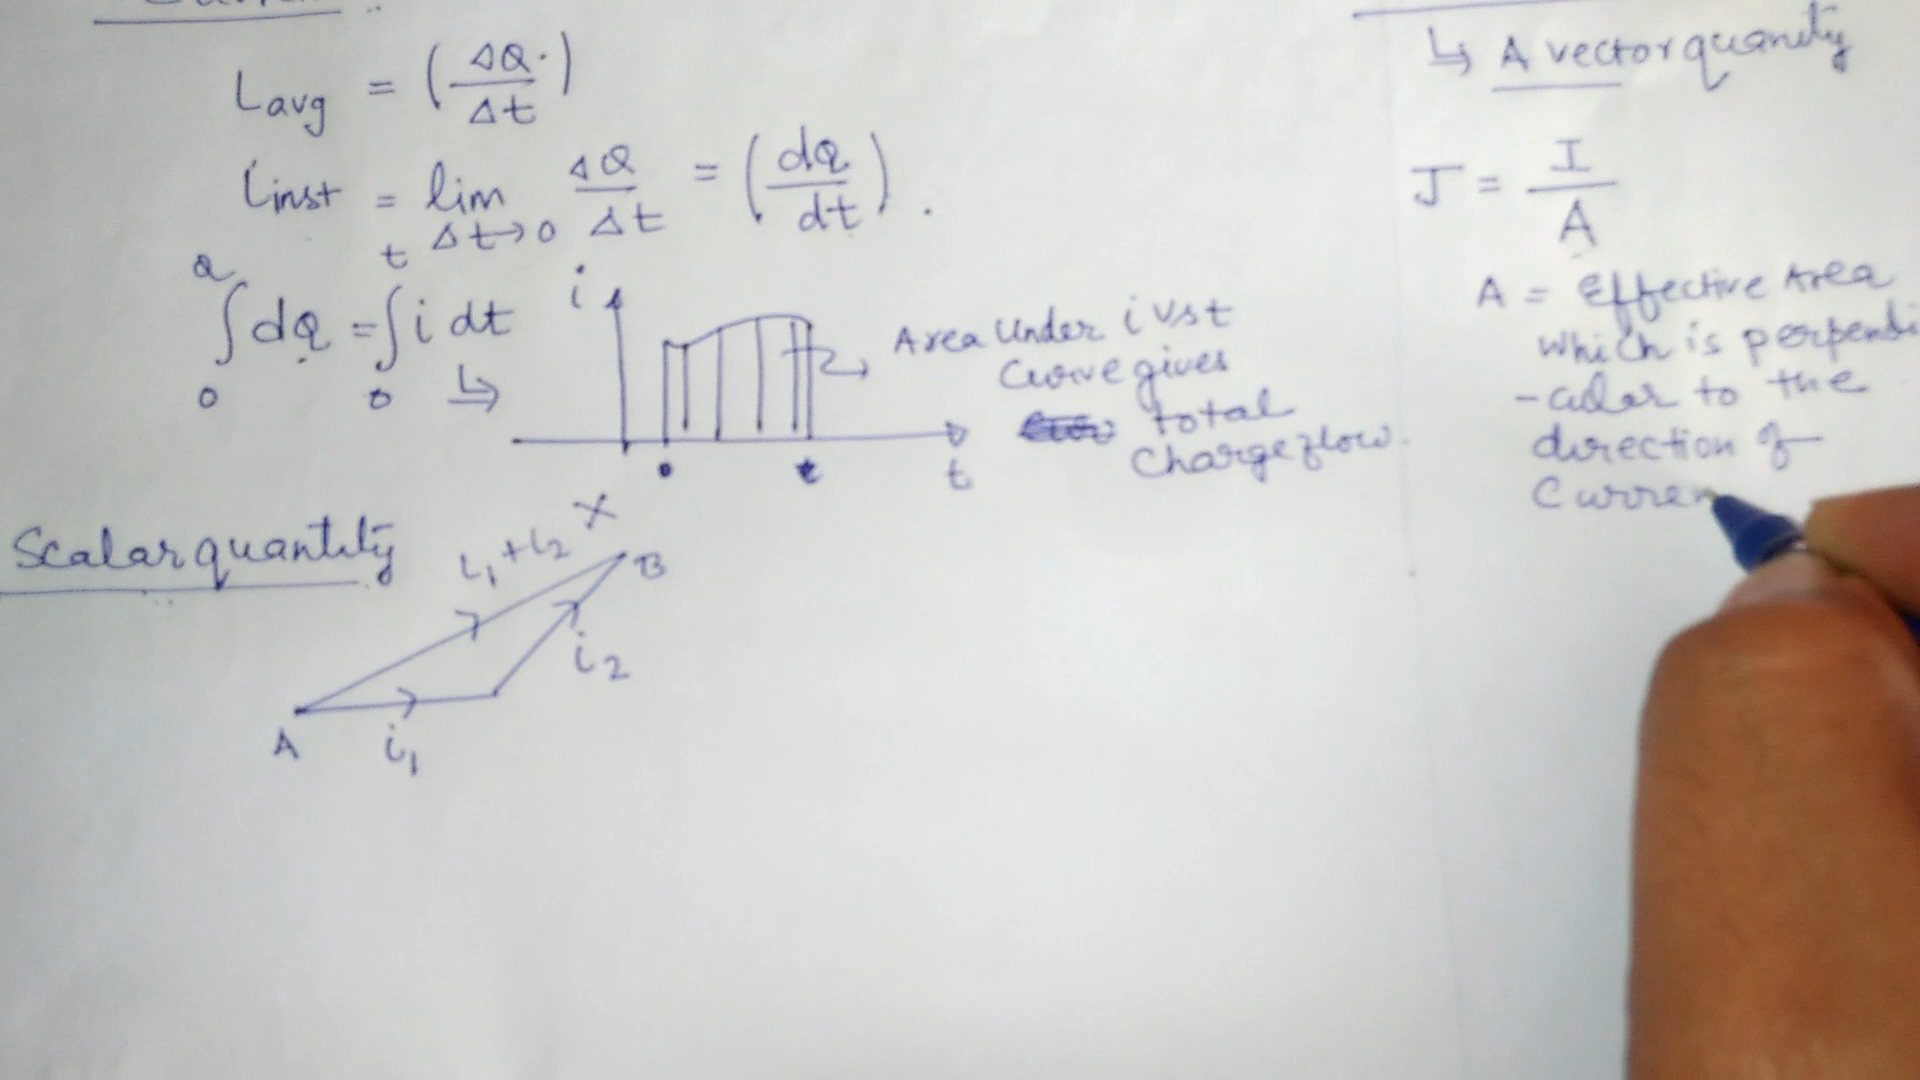 i_avg = (ΔQ/Δt)
i_inst = lim Δt→0 ΔQ/Δt = (dQ/dt).
∫₀^Q dQ = ∫₀^t i dt
i
Area Under i vs t
Curve gives
total
Charge flow.
0 t t
Scalar quantity
i₁+i₂ X
B
i₂
A
i₁
↳ A vector quantity
J = I/A
A = Effective Area
which is perpendi
-cular to the
direction of
Curren